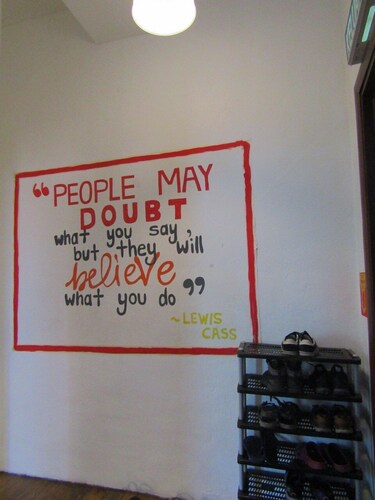 “PEOPLE MAY
DOUBT
what you say,
but they will
believe
what you do”
~LEWIS
CASS